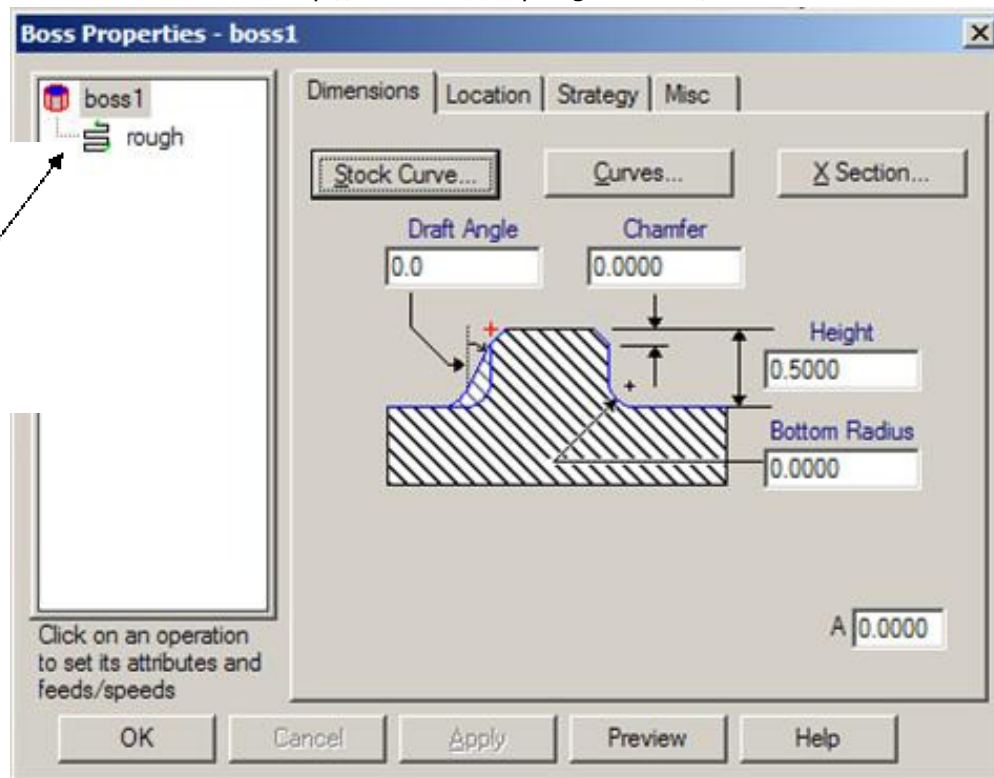 Boss Properties - boss1
boss1
rough
Dimensions
Location
Strategy
Misc
Stock Curve...
Curves...
X Section...
Draft Angle
Chamfer
0.0
0.0000
Height
0.5000
Bottom Radius
0.0000
A 0.0000
Click on an operation
to set its attributes and
feeds/speeds
OK
Cancel
Apply
Preview
Help